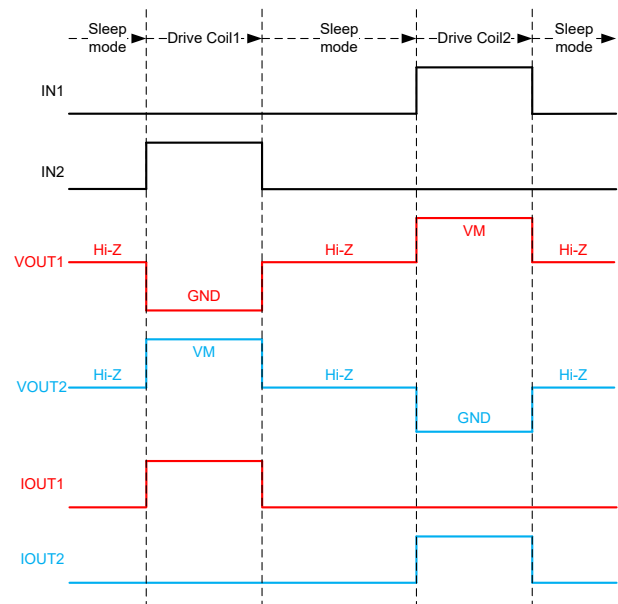 Sleep mode
Drive Coil1
Sleep mode
Drive Coil2
Sleep mode
IN1
IN2
VOUT1
Hi-Z
GND
Hi-Z
VM
Hi-Z
VOUT2
Hi-Z
VM
Hi-Z
GND
Hi-Z
IOUT1
IOUT2